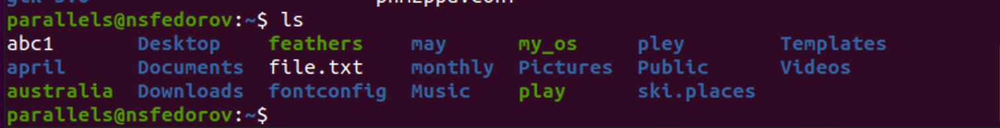 parallels@nsfedorov:~$ ls
abc1 Desktop feathers may my_os pley Templates
april Documents file.txt monthly Pictures Public Videos
australia Downloads fontconfig Music play ski.places
parallels@nsfedorov:~$